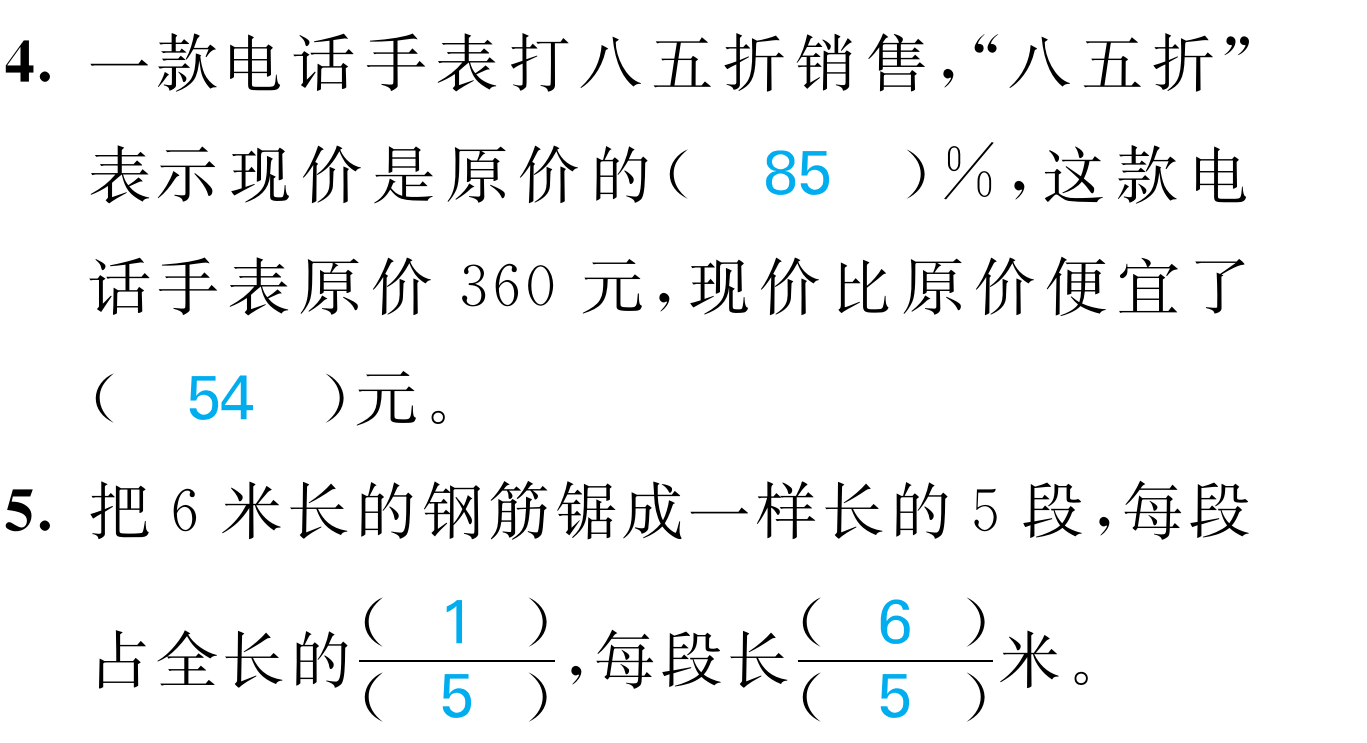 4. 一款电话手表打八五折销售,“八五折”
表示现价是原价的( 85 )%,这款电
话手表原价 360 元,现价比原价便宜了
( 54 )元。
5. 把 6 米长的钢筋锯成一样长的 5 段,每段
占全长的( 1 )/( 5 ),每段长( 6 )/( 5 )米。